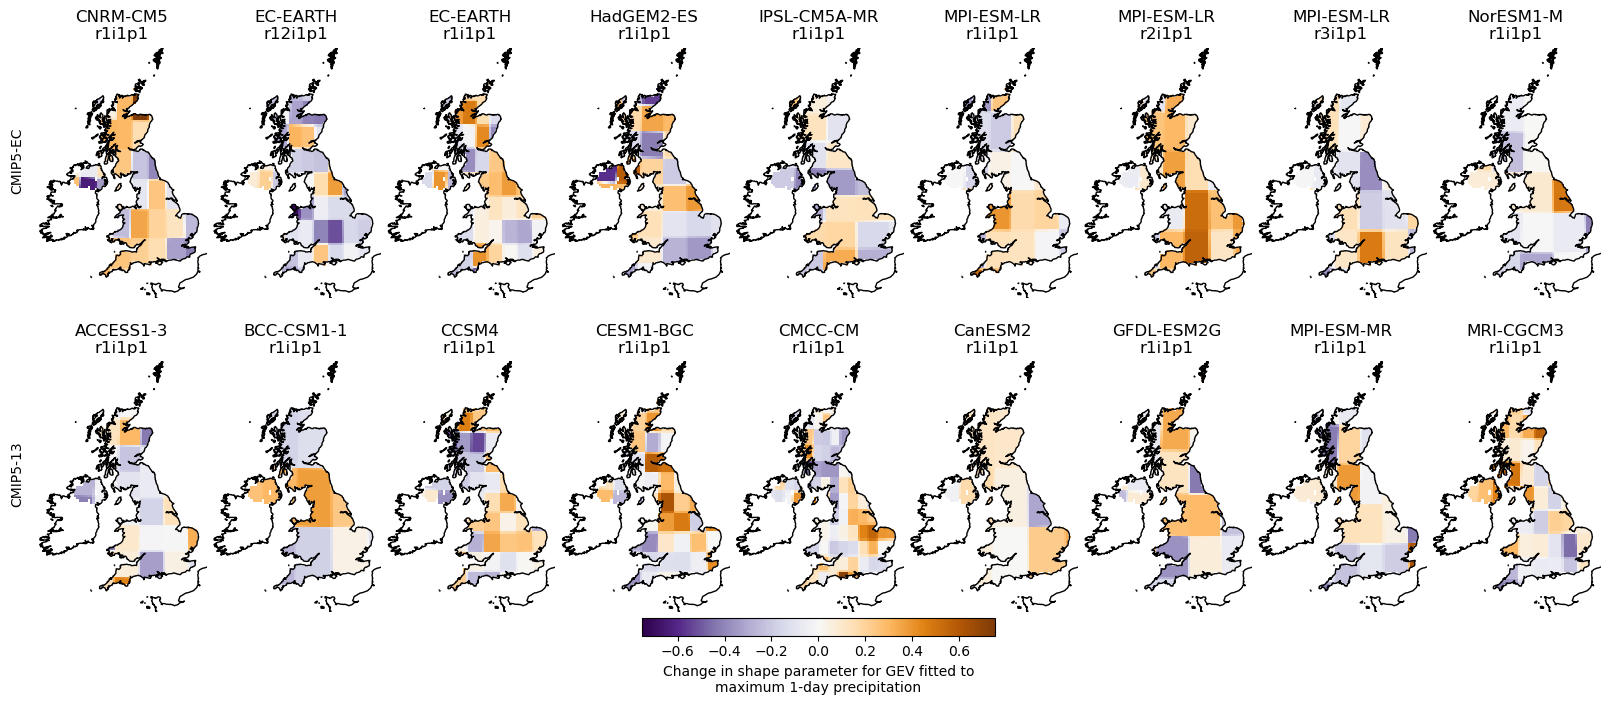 CNRM-CM5
r1i1p1
EC-EARTH
r12i1p1
EC-EARTH
r1i1p1
HadGEM2-ES
r1i1p1
IPSL-CM5A-MR
r1i1p1
MPI-ESM-LR
r1i1p1
MPI-ESM-LR
r2i1p1
MPI-ESM-LR
r3i1p1
NorESM1-M
r1i1p1
CMIP5-EC
ACCESS1-3
r1i1p1
BCC-CSM1-1
r1i1p1
CCSM4
r1i1p1
CESM1-BGC
r1i1p1
CMCC-CM
r1i1p1
CanESM2
r1i1p1
GFDL-ESM2G
r1i1p1
MPI-ESM-MR
r1i1p1
MRI-CGCM3
r1i1p1
CMIP5-13
−0.6 −0.4 −0.2 0.0 0.2 0.4 0.6
Change in shape parameter for GEV fitted to
maximum 1-day precipitation